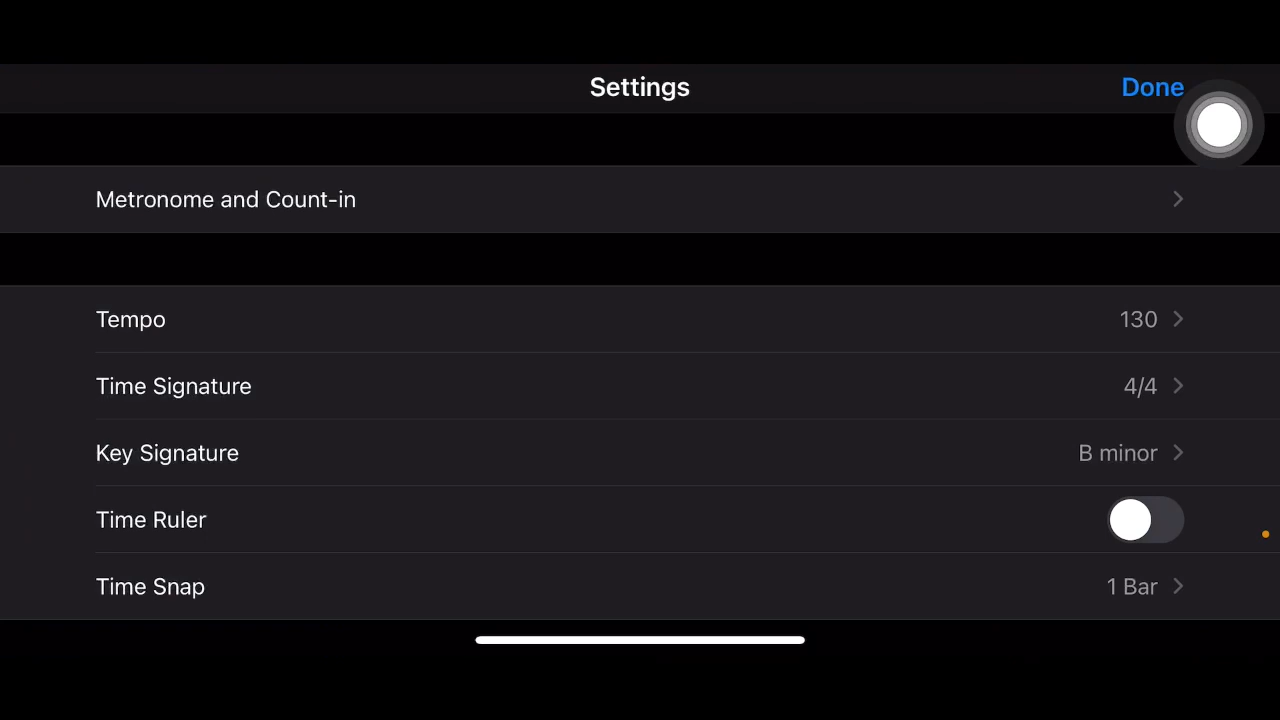 Settings
Done
Metronome and Count-in
Tempo 130
Time Signature 4/4
Key Signature B minor
Time Ruler
Time Snap 1 Bar